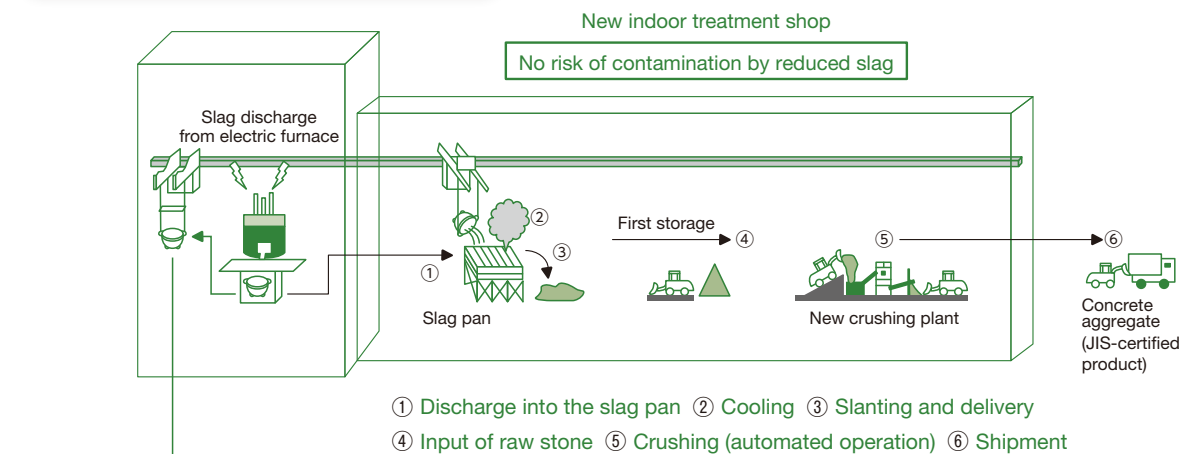 New indoor treatment shop
No risk of contamination by reduced slag
Slag discharge
from electric furnace
②
First storage
③
④
⑤
⑥
①
Slag pan
New crushing plant
Concrete
aggregate
(JIS-certified
product)
① Discharge into the slag pan ② Cooling ③ Slanting and delivery
④ Input of raw stone ⑤ Crushing (automated operation) ⑥ Shipment